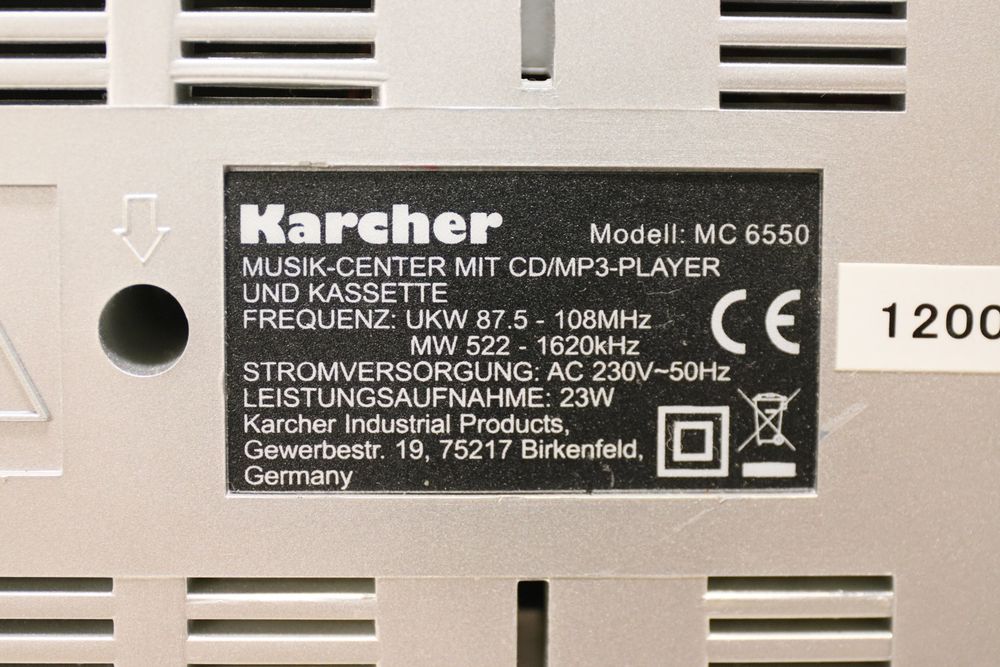 Karcher
Modell: MC 6550
MUSIK-CENTER MIT CD/MP3-PLAYER
UND KASSETTE
FREQUENZ: UKW 87.5 - 108MHz
MW 522 - 1620kHz
STROMVERSORGUNG: AC 230V~50Hz
LEISTUNGSAUFNAHME: 23W
Karcher Industrial Products,
Gewerbestr. 19, 75217 Birkenfeld,
Germany
CE